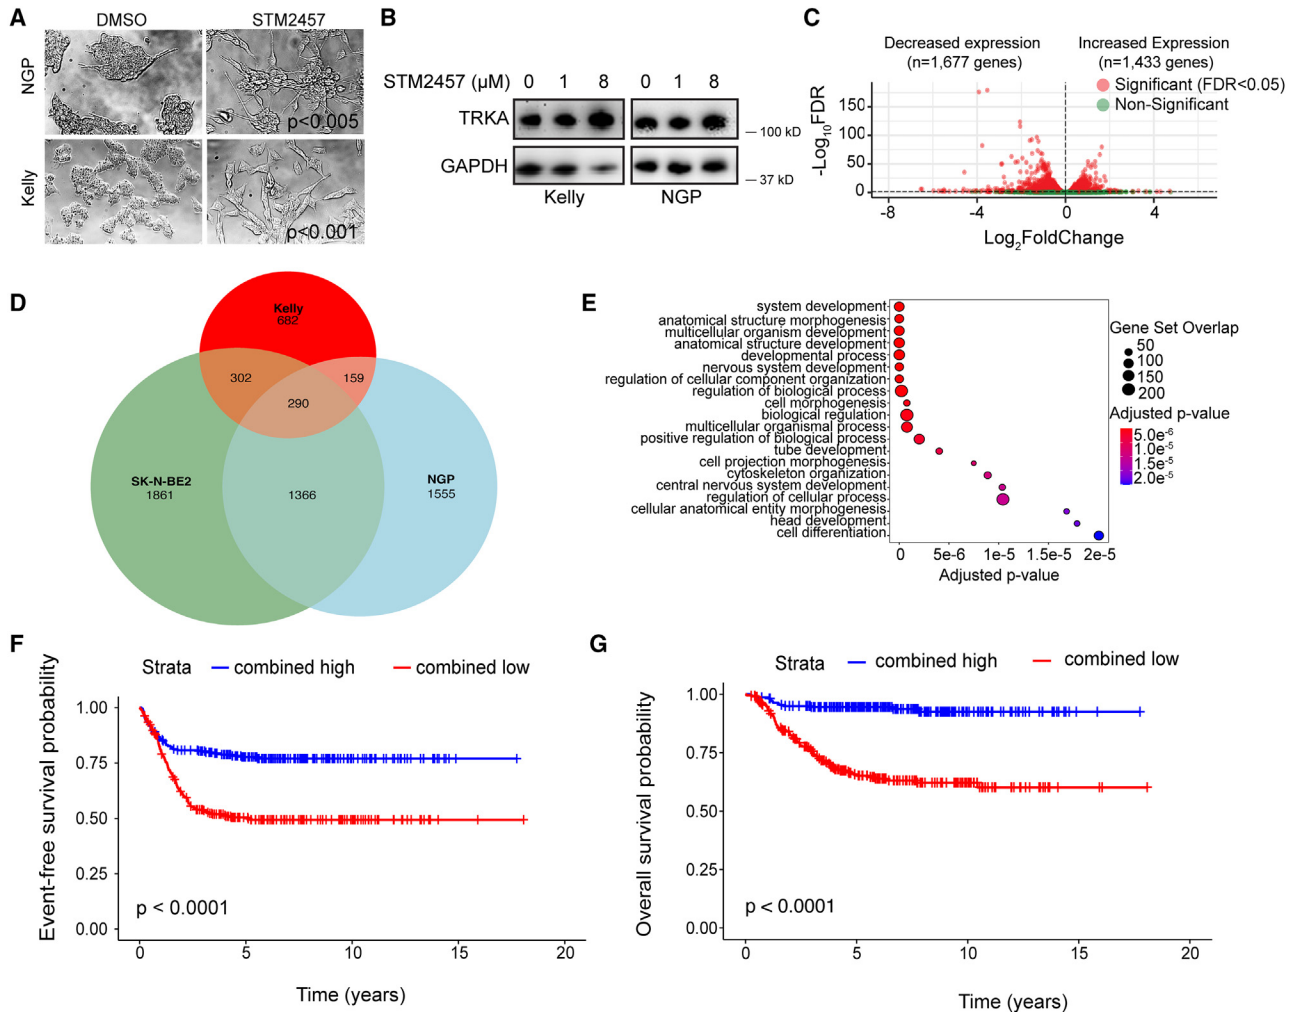 A
DMSO
STM2457
NGP
p<0.005
Kelly
p<0.001
B
STM2457 (μM) 0 1 8 0 1 8
TRKA
100 kD
GAPDH
37 kD
Kelly
NGP
C
Decreased expression
(n=1,677 genes)
Increased Expression
(n=1,433 genes)
Significant (FDR<0.05)
Non-Significant
-Log10FDR
150
100
50
0
-8 -4 0 4
Log2FoldChange
D
Kelly
682
302
159
290
SK-N-BE2
1861
1366
NGP
1555
E
system development
anatomical structure morphogenesis
multicellular organism development
anatomical structure development
developmental process
nervous system development
regulation of cellular component organization
regulation of biological process
cell morphogenesis
biological regulation
multicellular organismal process
positive regulation of biological process
tube development
cell projection morphogenesis
cytoskeleton organization
central nervous system development
regulation of cellular process
cellular anatomical entity morphogenesis
head development
cell differentiation
0 5e-6 1e-5 1.5e-5 2e-5
Adjusted p-value
Gene Set Overlap
50
100
150
200
Adjusted p-value
5.0e-6
1.0e-5
1.5e-5
2.0e-5
F
Strata combined high combined low
Event-free survival probability
1.00
0.75
0.50
0.25
0.00
p < 0.0001
0 5 10 15 20
Time (years)
G
Strata combined high combined low
Overall survival probability
1.00
0.75
0.50
0.25
0.00
p < 0.0001
0 5 10 15 20
Time (years)